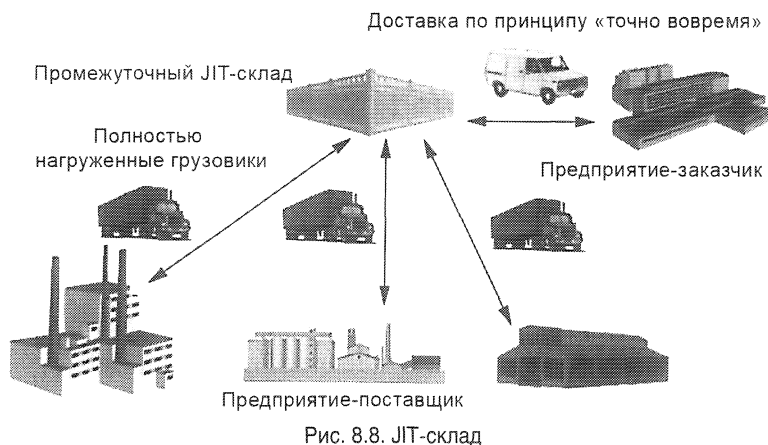 Доставка по принципу «точно вовремя»
Промежуточный JIT-склад
Полностью
нагруженные грузовики
Предприятие-заказчик
Предприятие-поставщик
Рис. 8.8. JIT-склад